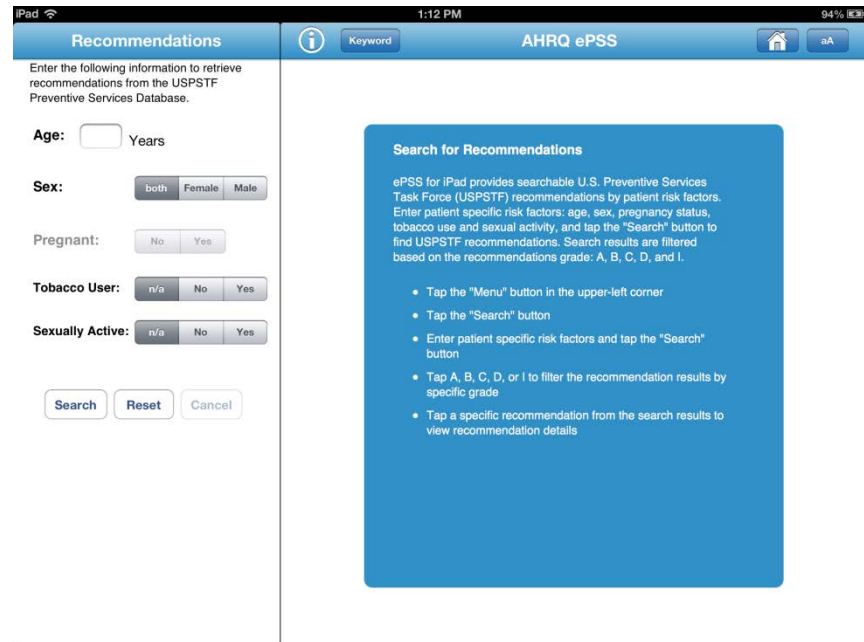 iPad
1:12 PM
94%
Recommendations
Keyword
AHRQ ePSS
aA
Enter the following information to retrieve
recommendations from the USPSTF
Preventive Services Database.
Age: Years
Sex: both Female Male
Pregnant: No Yes
Tobacco User: n/a No Yes
Sexually Active: n/a No Yes
Search Reset Cancel
Search for Recommendations
ePSS for iPad provides searchable U.S. Preventive Services
Task Force (USPSTF) recommendations by patient risk factors.
Enter patient specific risk factors: age, sex, pregnancy status,
tobacco use and sexual activity, and tap the "Search" button to
find USPSTF recommendations. Search results are filtered
based on the recommendations grade: A, B, C, D, and I.
• Tap the "Menu" button in the upper-left corner
• Tap the "Search" button
• Enter patient specific risk factors and tap the "Search"
button
• Tap A, B, C, D, or I to filter the recommendation results by
specific grade
• Tap a specific recommendation from the search results to
view recommendation details